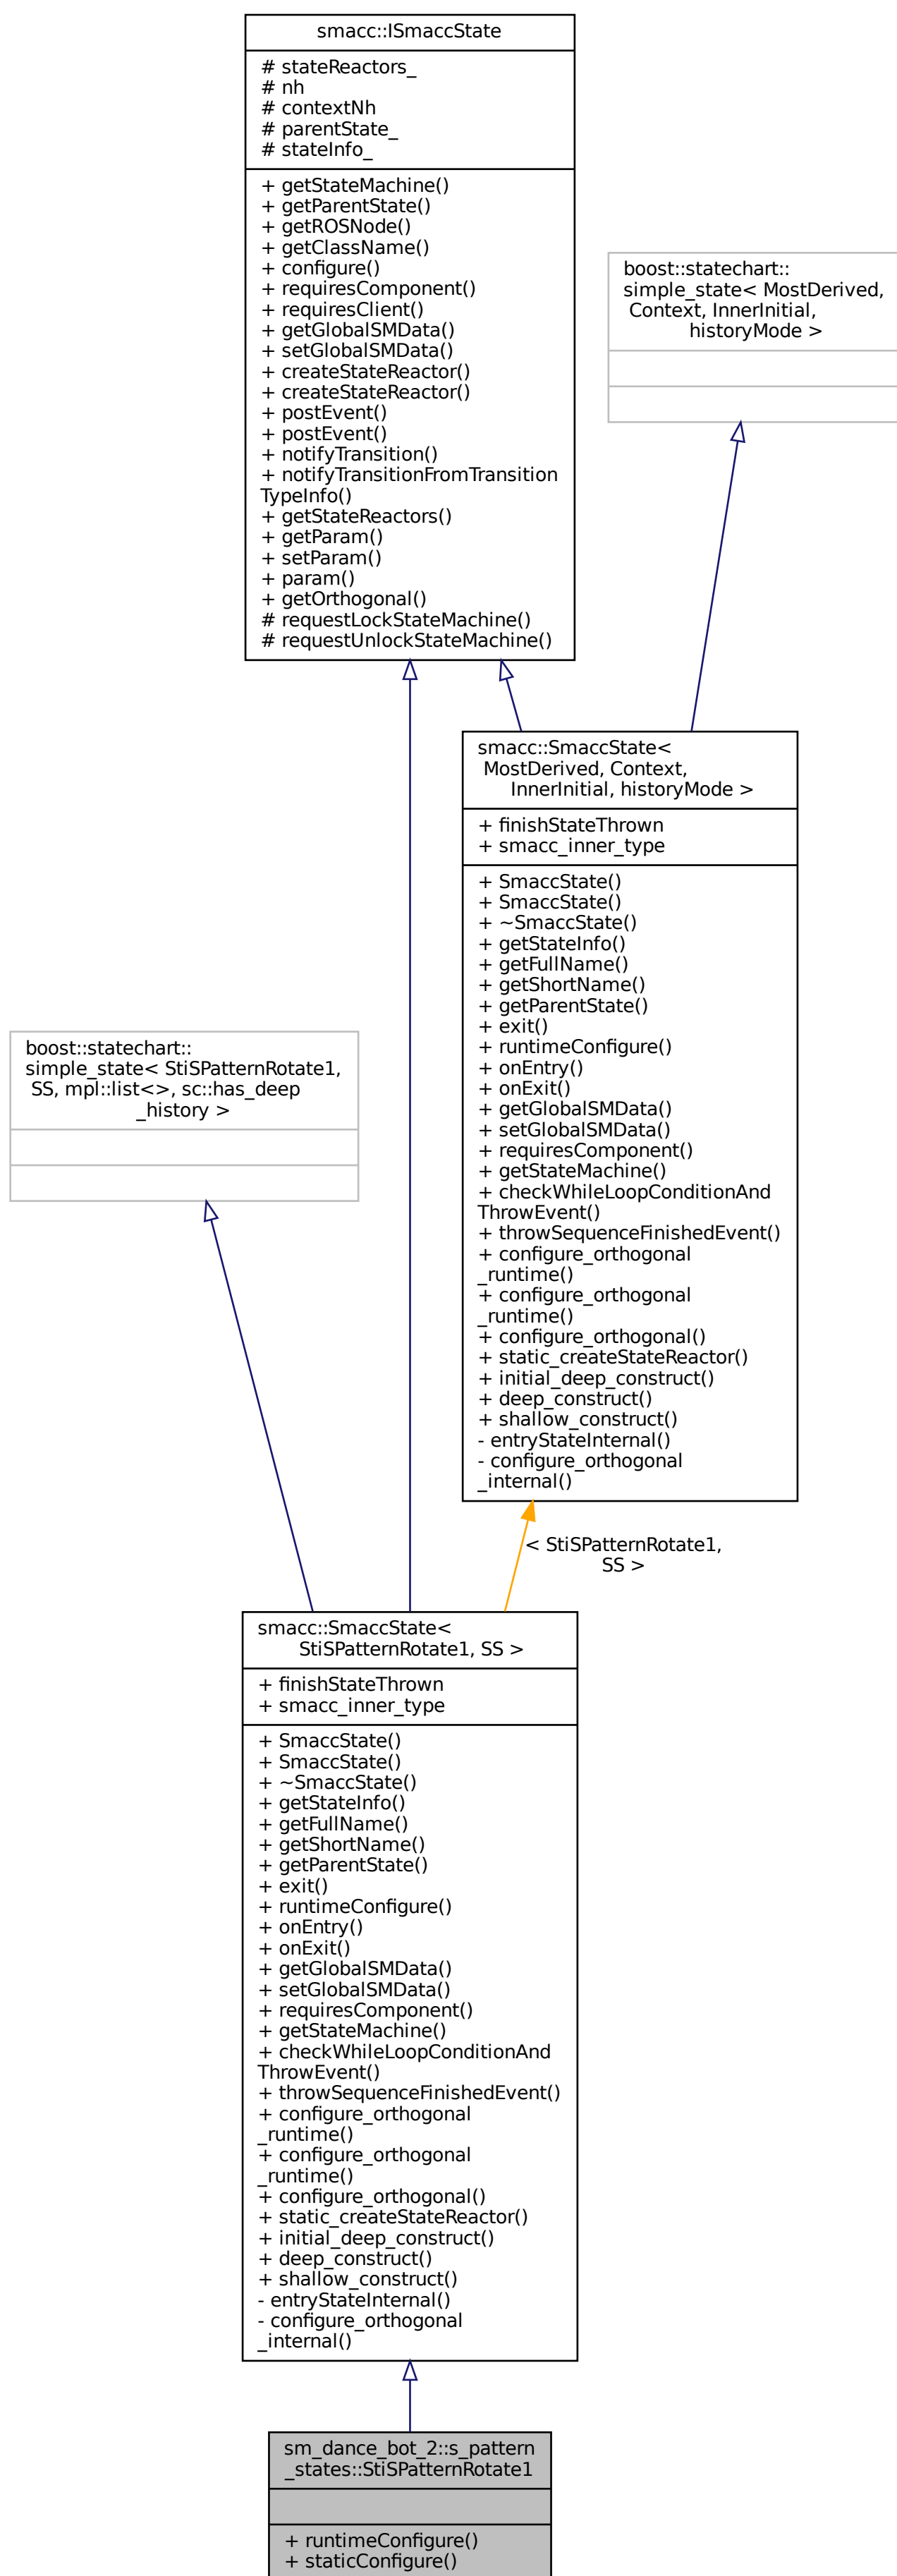 smacc::ISmaccState
# stateReactors_
# nh
# contextNh
# parentState_
# stateInfo_
+ getStateMachine()
+ getParentState()
+ getROSNode()
+ getClassName()
+ configure()
+ requiresComponent()
+ requiresClient()
+ getGlobalSMData()
+ setGlobalSMData()
+ createStateReactor()
+ createStateReactor()
+ postEvent()
+ postEvent()
+ notifyTransition()
+ notifyTransitionFromTransition
TypeInfo()
+ getStateReactors()
+ getParam()
+ setParam()
+ param()
+ getOrthogonal()
# requestLockStateMachine()
# requestUnlockStateMachine()
boost::statechart::
simple_state< MostDerived,
Context, InnerInitial,
historyMode >
smacc::SmaccState<
MostDerived, Context,
InnerInitial, historyMode >
+ finishStateThrown
+ smacc_inner_type
+ SmaccState()
+ SmaccState()
+ ~SmaccState()
+ getStateInfo()
+ getFullName()
+ getShortName()
+ getParentState()
+ exit()
+ runtimeConfigure()
+ onEntry()
+ onExit()
+ getGlobalSMData()
+ setGlobalSMData()
+ requiresComponent()
+ getStateMachine()
+ checkWhileLoopConditionAnd
ThrowEvent()
+ throwSequenceFinishedEvent()
+ configure_orthogonal
_runtime()
+ configure_orthogonal
_runtime()
+ configure_orthogonal()
+ static_createStateReactor()
+ initial_deep_construct()
+ deep_construct()
+ shallow_construct()
- entryStateInternal()
- configure_orthogonal
_internal()
boost::statechart::
simple_state< StiSPatternRotate1,
SS, mpl::list<>, sc::has_deep
_history >
< StiSPatternRotate1,
SS >
smacc::SmaccState<
StiSPatternRotate1, SS >
+ finishStateThrown
+ smacc_inner_type
+ SmaccState()
+ SmaccState()
+ ~SmaccState()
+ getStateInfo()
+ getFullName()
+ getShortName()
+ getParentState()
+ exit()
+ runtimeConfigure()
+ onEntry()
+ onExit()
+ getGlobalSMData()
+ setGlobalSMData()
+ requiresComponent()
+ getStateMachine()
+ checkWhileLoopConditionAnd
ThrowEvent()
+ throwSequenceFinishedEvent()
+ configure_orthogonal
_runtime()
+ configure_orthogonal
_runtime()
+ configure_orthogonal()
+ static_createStateReactor()
+ initial_deep_construct()
+ deep_construct()
+ shallow_construct()
- entryStateInternal()
- configure_orthogonal
_internal()
sm_dance_bot_2::s_pattern
_states::StiSPatternRotate1
+ runtimeConfigure()
+ staticConfigure()